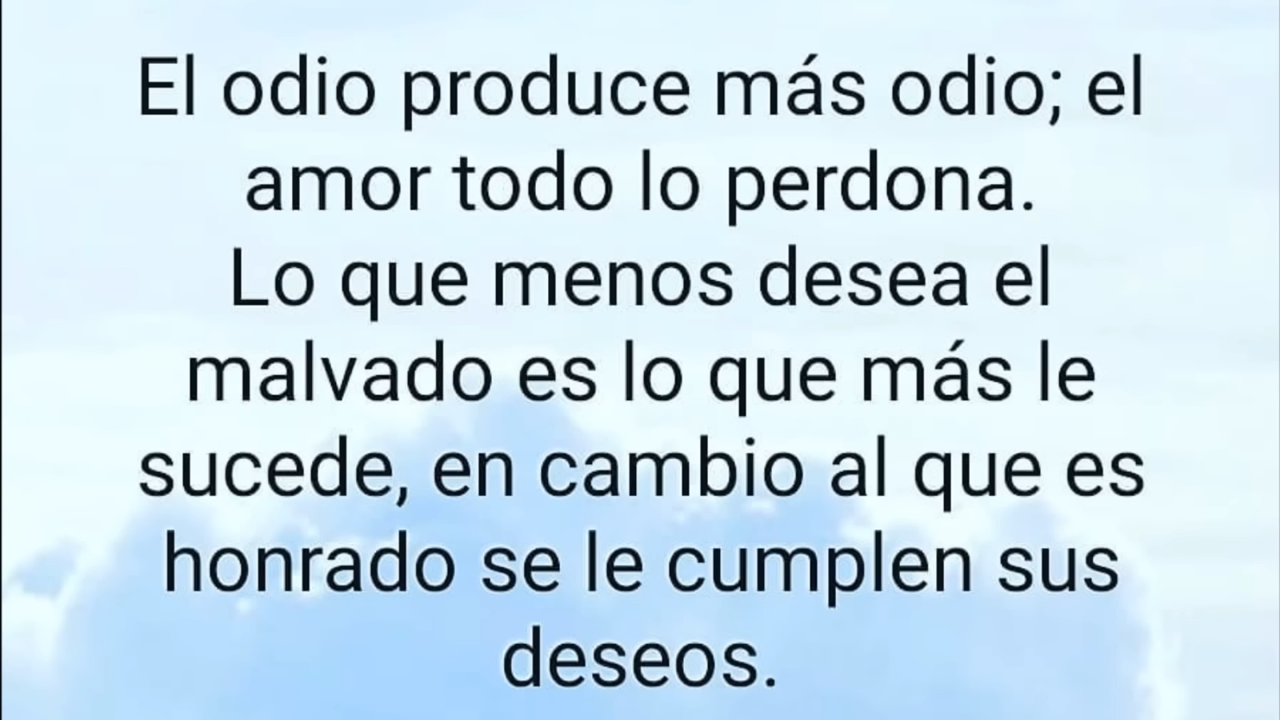 El odio produce más odio; el
amor todo lo perdona.
Lo que menos desea el
malvado es lo que más le
sucede, en cambio al que es
honrado se le cumplen sus
deseos.